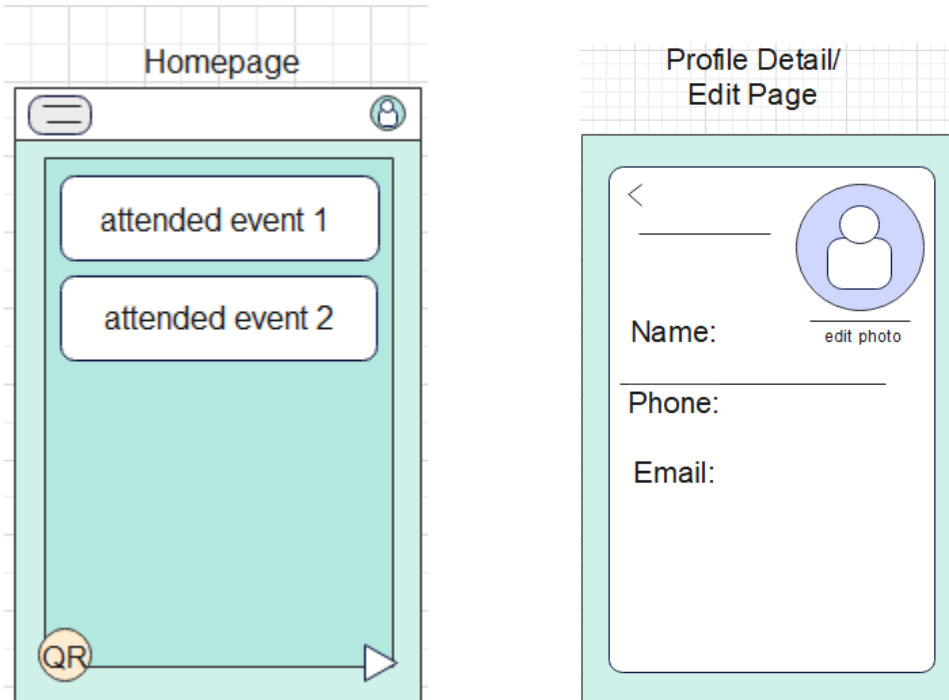 Homepage
attended event 1
attended event 2
QR
Profile Detail/
Edit Page
edit photo
Name:
Phone:
Email: